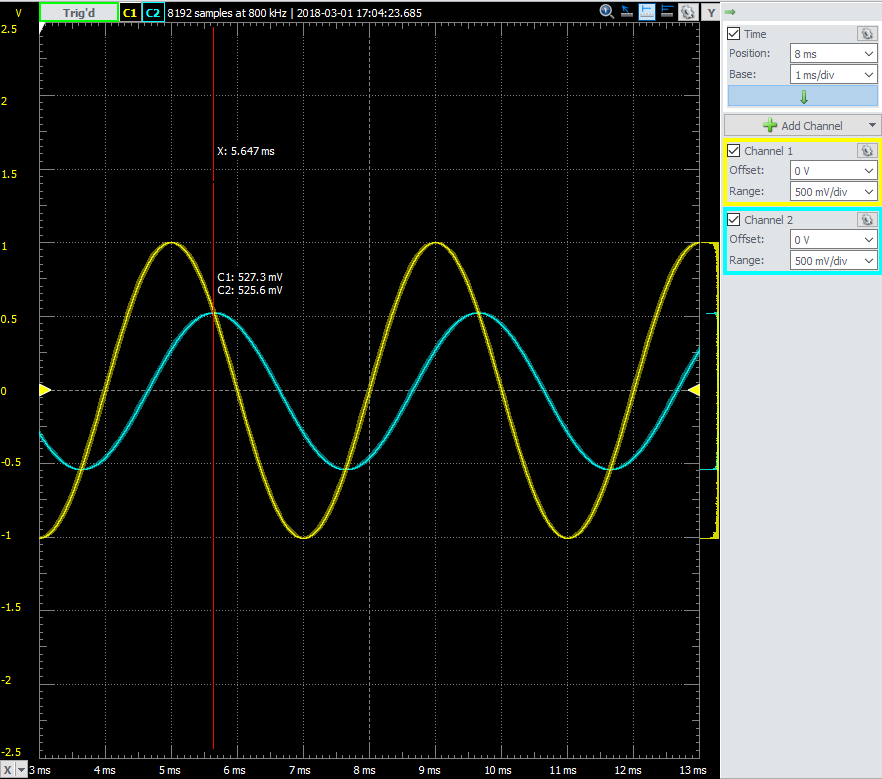 V Trig'd C1 C2 8192 samples at 800 kHz | 2018-03-01 17:04:23.685 Y
2.5
2
1.5
1
0.5
0
-0.5
-1
-1.5
-2
-2.5
X: 5.647 ms
C1: 527.3 mV
C2: 525.6 mV
X 3 ms 4 ms 5 ms 6 ms 7 ms 8 ms 9 ms 10 ms 11 ms 12 ms 13 ms
Time
Position: 8 ms
Base: 1 ms/div
Add Channel
Channel 1
Offset: 0 V
Range: 500 mV/div
Channel 2
Offset: 0 V
Range: 500 mV/div